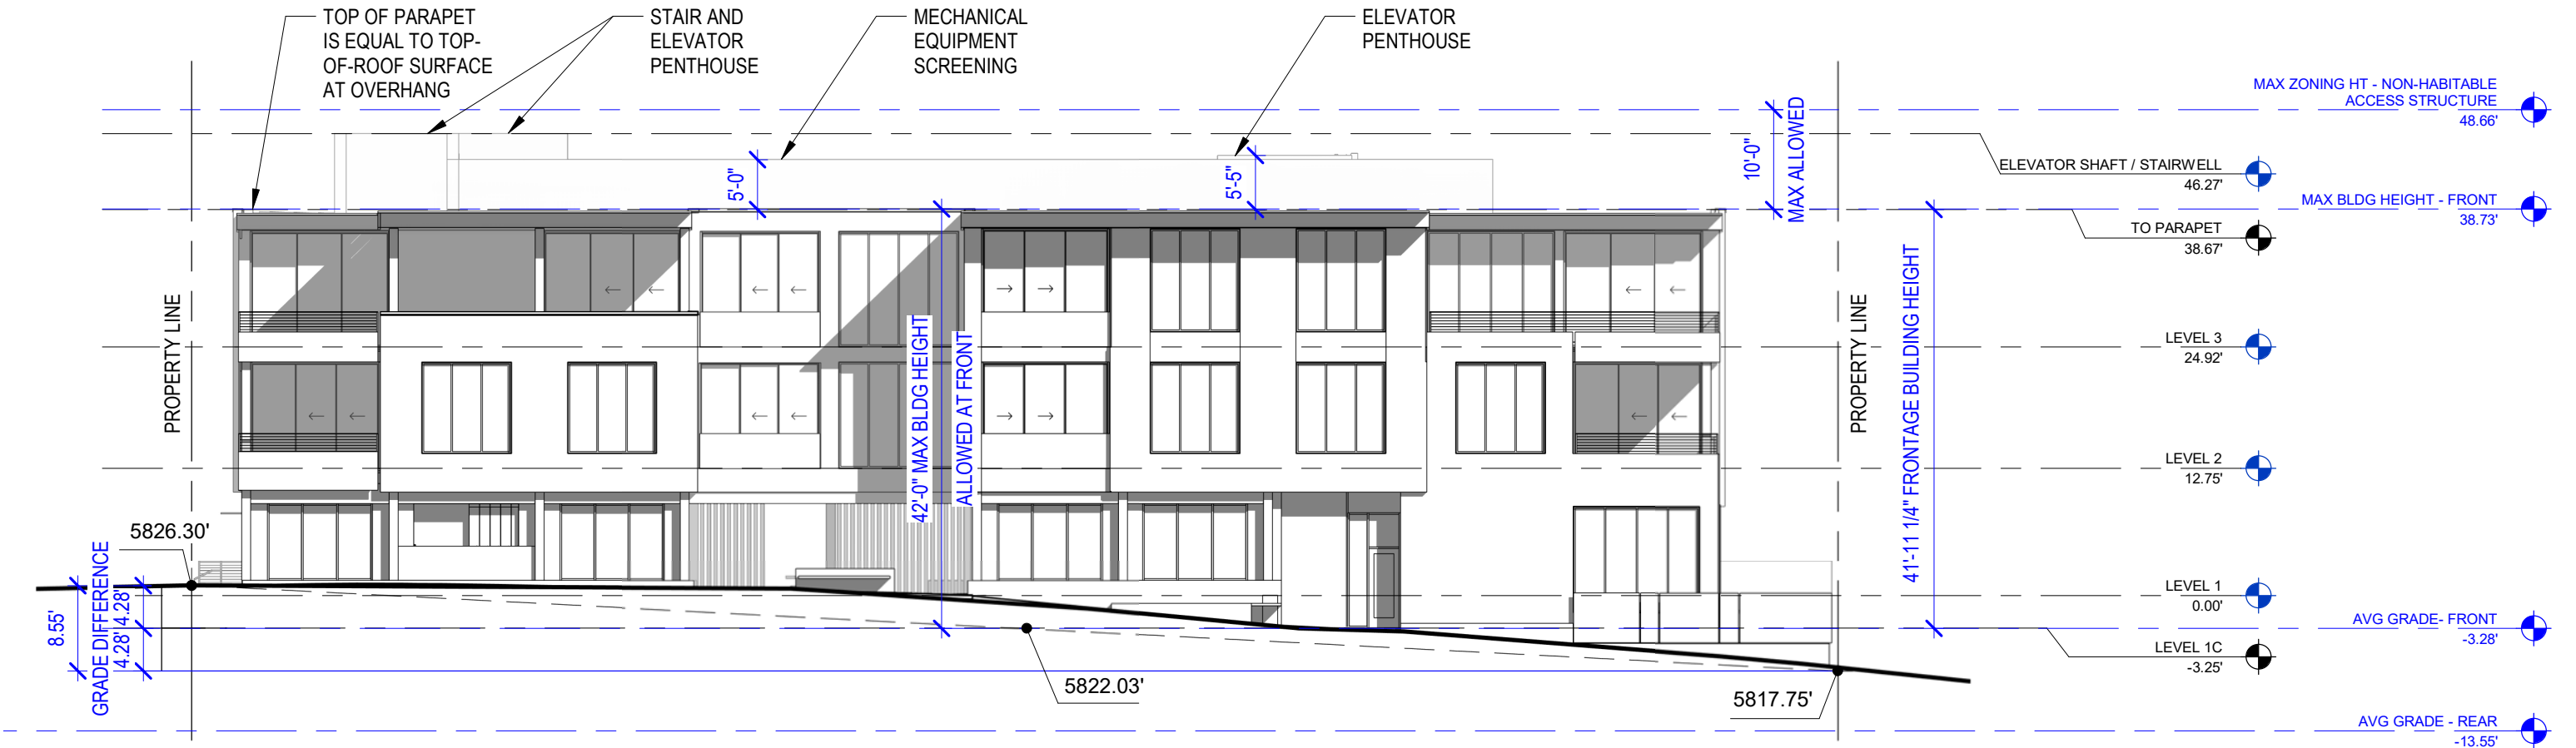 TOP OF PARAPET
IS EQUAL TO TOP-
OF-ROOF SURFACE
AT OVERHANG
STAIR AND
ELEVATOR
PENTHOUSE
MECHANICAL
EQUIPMENT
SCREENING
ELEVATOR
PENTHOUSE
MAX ZONING HT - NON-HABITABLE
ACCESS STRUCTURE
48.66'
ELEVATOR SHAFT / STAIRWELL
46.27'
MAX BLDG HEIGHT - FRONT
38.73'
TO PARAPET
38.67'
LEVEL 3
24.92'
LEVEL 2
12.75'
LEVEL 1
0.00'
AVG GRADE- FRONT
-3.28'
LEVEL 1C
-3.25'
AVG GRADE - REAR
-13.55'
5'-0"
5'-5"
10'-0"
MAX ALLOWED
PROPERTY LINE
42'-0" MAX BLDG HEIGHT
ALLOWED AT FRONT
PROPERTY LINE
41'-11 1/4" FRONTAGE BUILDING HEIGHT
5826.30'
8.55'
GRADE DIFFERENCE
4.28'
4.28'
5822.03'
5817.75'